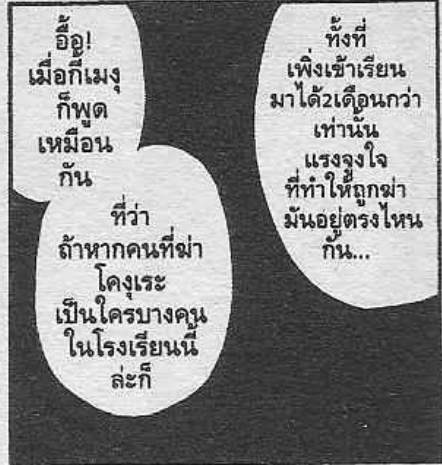 ทั้งที่
เพิ่งเข้าเรียน
มาได้2เดือนกว่า
เท่านั้น
แรงจูงใจ
ที่ทำให้ถูกฆ่า
มันอยู่ตรงไหน
กัน...
อื้อ!
เมื่อกี้เมงุ
ก็พูด
เหมือน
กัน
ที่ว่า
ถ้าหากคนที่ฆ่า
โคงุเระ
เป็นใครบางคน
ในโรงเรียนนี้
ล่ะก็